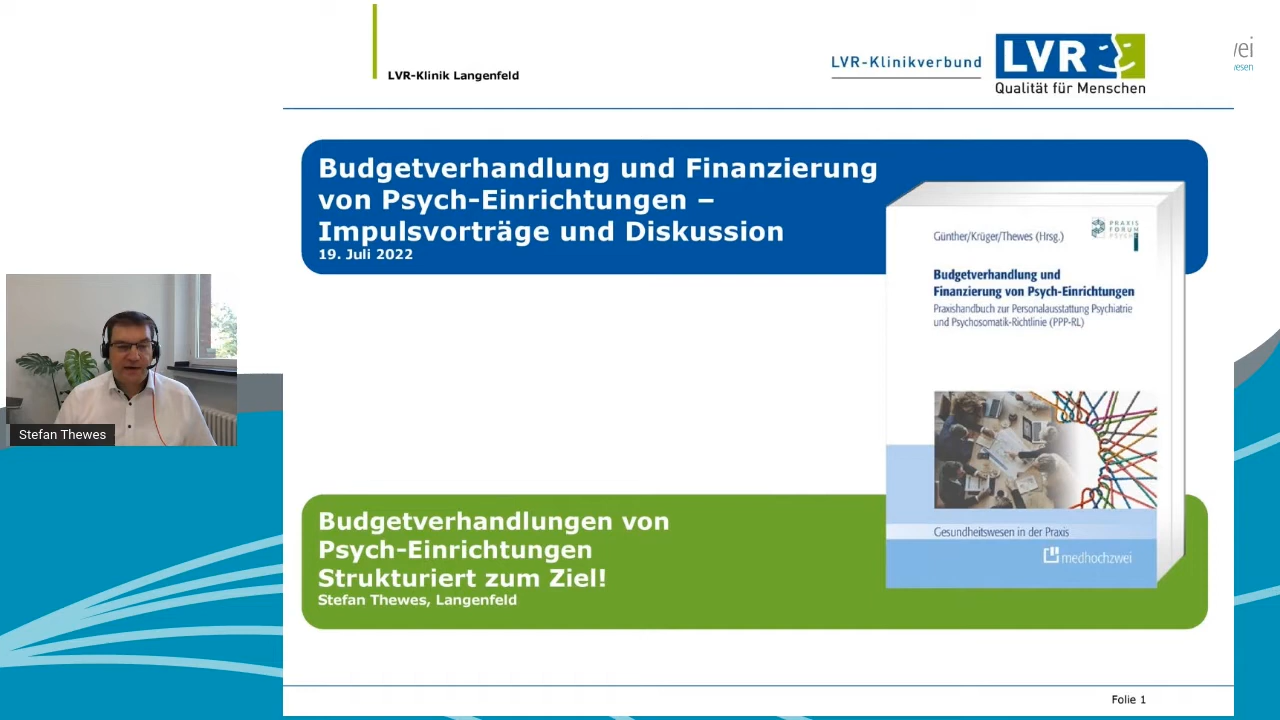 LVR-Klinik Langenfeld
LVR-Klinikverbund
LVR
Qualität für Menschen
Budgetverhandlung und Finanzierung
von Psych-Einrichtungen –
Impulsvorträge und Diskussion
19. Juli 2022
Günther/Krüger/Thewes (Hrsg.)
PRAXIS
FORUM
PSYCH
Budgetverhandlung und
Finanzierung von Psych-Einrichtungen
Praxishandbuch zur Personalausstattung Psychiatrie
und Psychosomatik-Richtlinie (PPP-RL)
Gesundheitswesen in der Praxis
medhochzwei
Stefan Thewes
Budgetverhandlungen von
Psych-Einrichtungen
Strukturiert zum Ziel!
Stefan Thewes, Langenfeld
Folie 1